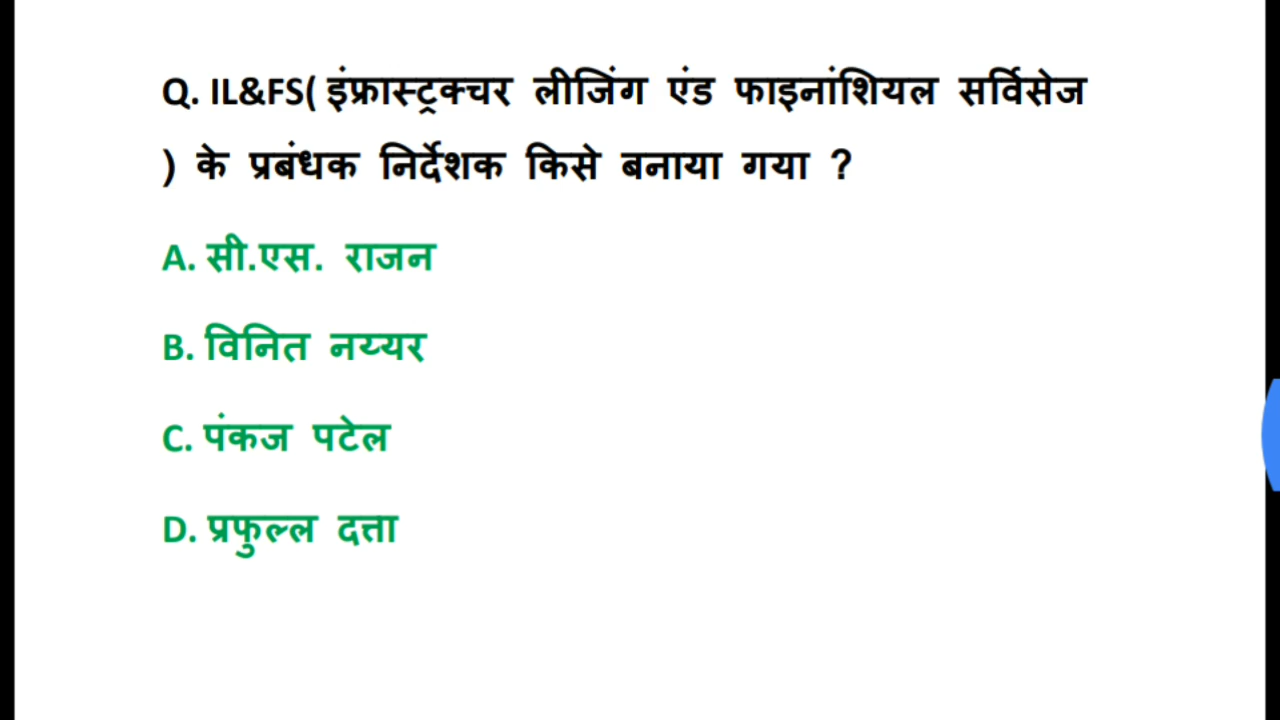 Q. IL&FS( इंफ्रास्ट्रक्चर लीजिंग एंड फाइनांशियल सर्विसेज
) के प्रबंधक निर्देशक किसे बनाया गया ?
A. सी.एस. राजन
B. विनित नय्यर
C. पंकज पटेल
D. प्रफुल्ल दत्ता